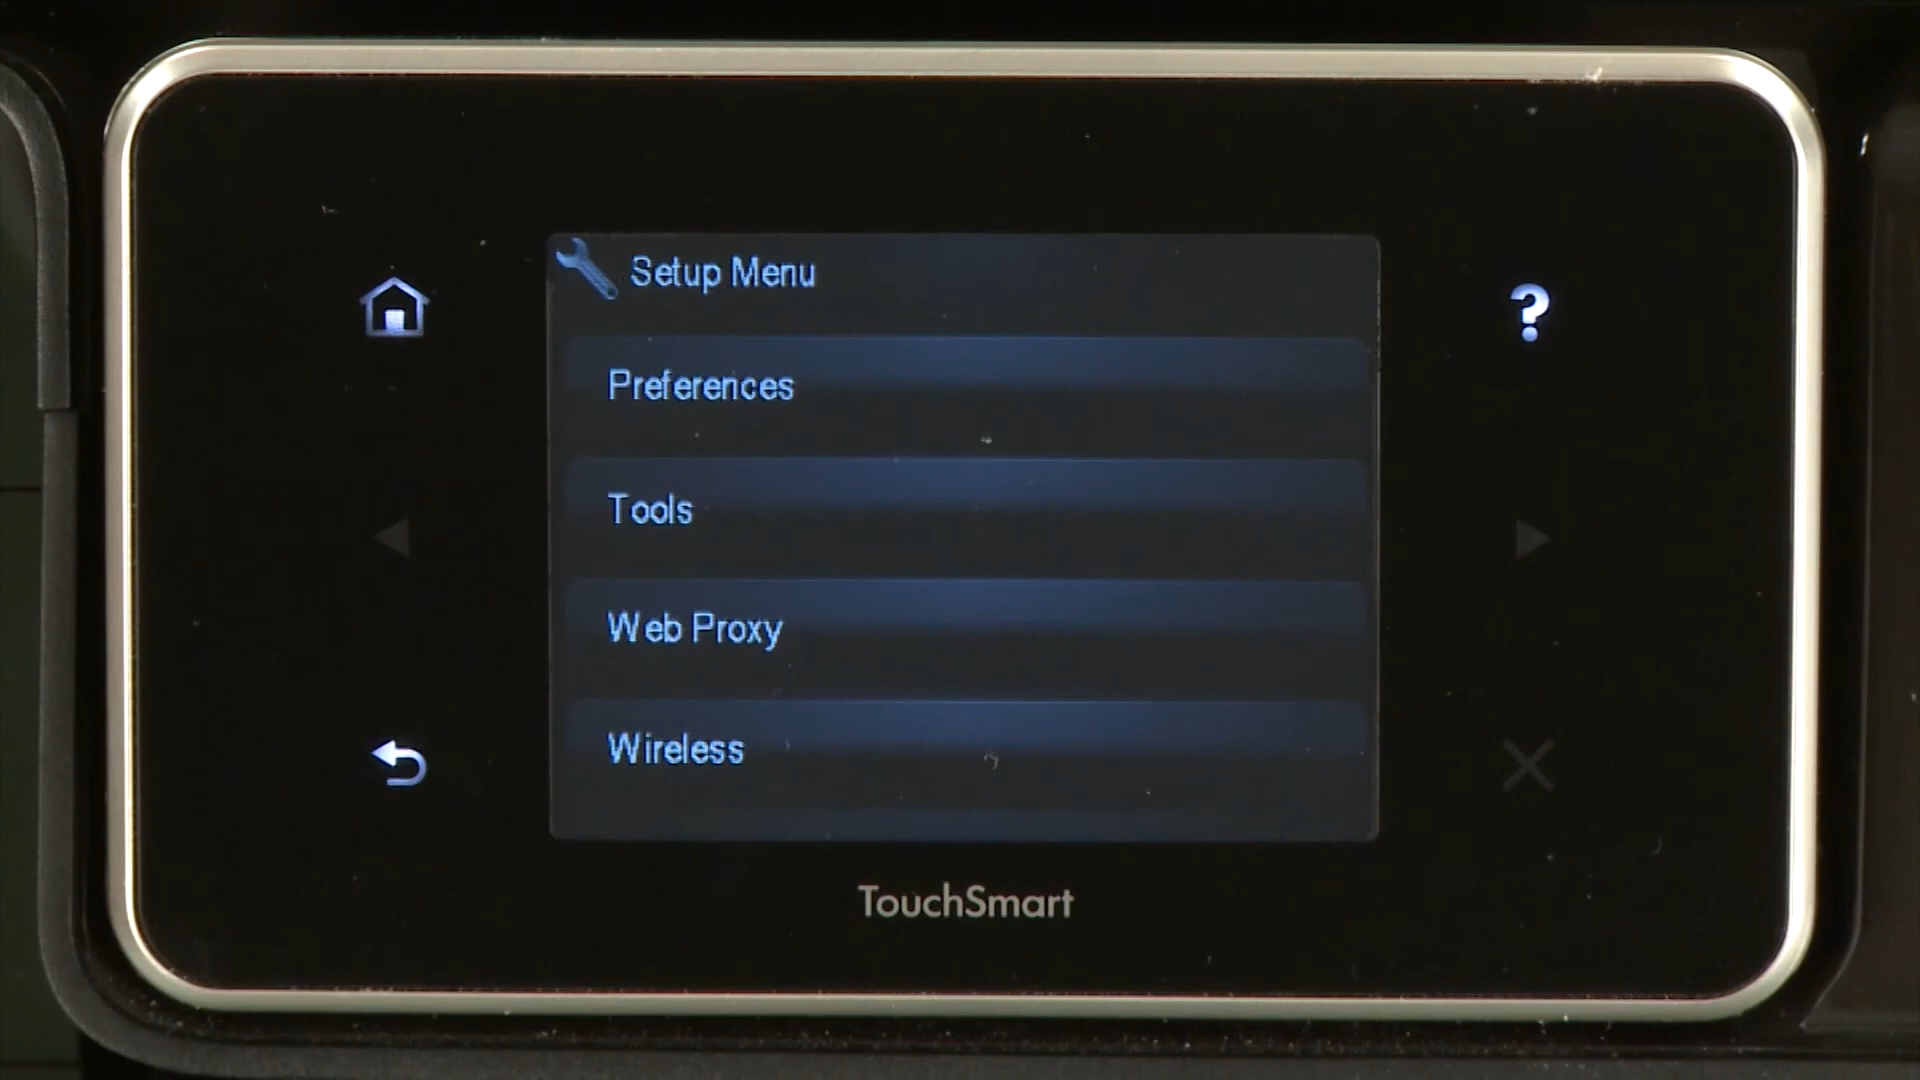 Setup Menu
Preferences
Tools
Web Proxy
Wireless
TouchSmart